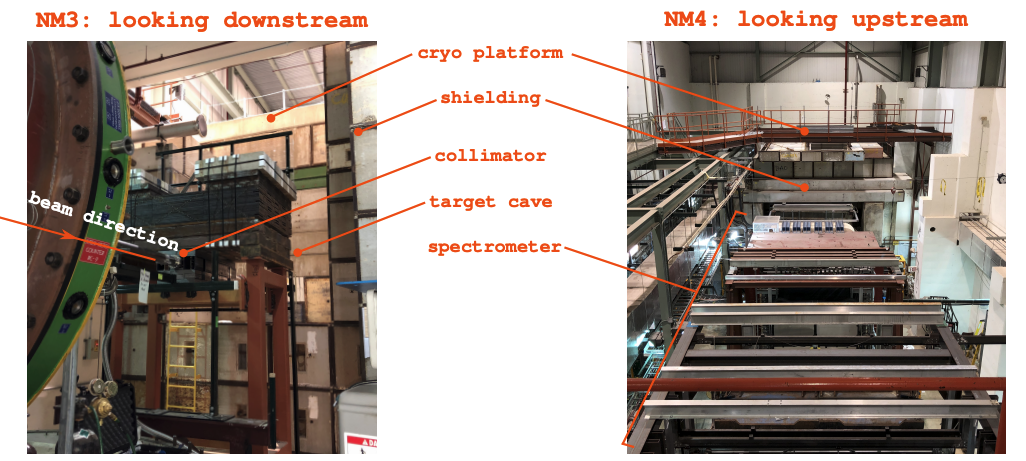 NM3: looking downstream
NM4: looking upstream
cryo platform
shielding
collimator
target cave
spectrometer
beam direction